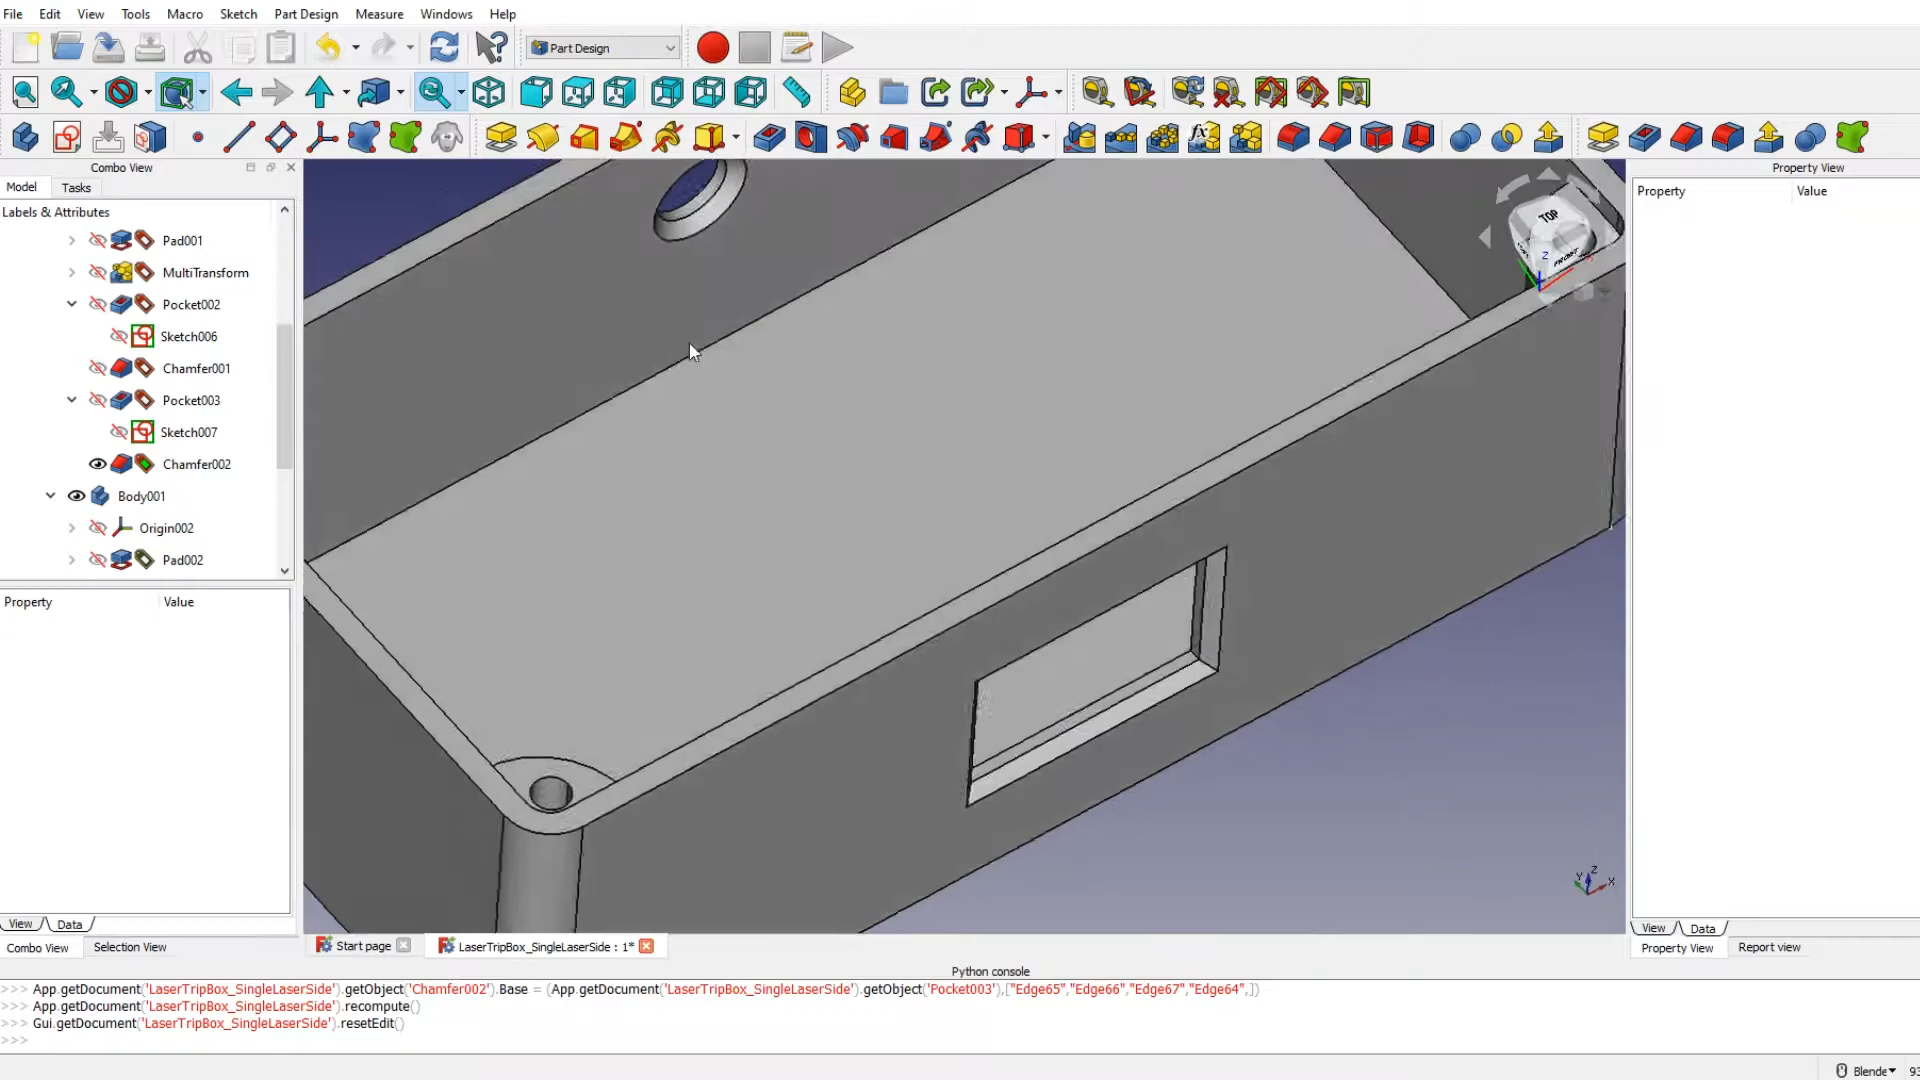 File Edit View Tools Macro Sketch Part Design Measure Windows Help
Part Design
fx
Combo View
Property View
Model Tasks
Property Value
Labels & Attributes
Pad001
MultiTransform
Pocket002
Sketch006
Chamfer001
Pocket003
Sketch007
Chamfer002
Body001
Origin002
Pad002
Property Value
TOP
FRONT
Z
Z
Y
X
View Data
Combo View Selection View
Start page
LaserTripBox_SingleLaserSide : 1*
View Data
Property View Report view
Python console
>>> App.getDocument('LaserTripBox_SingleLaserSide').getObject('Chamfer002').Base = (App.getDocument('LaserTripBox_SingleLaserSide').getObject('Pocket003'),["Edge65","Edge66","Edge67","Edge64",])
>>> App.getDocument('LaserTripBox_SingleLaserSide').recompute()
>>> Gui.getDocument('LaserTripBox_SingleLaserSide').resetEdit()
>>>
Blende